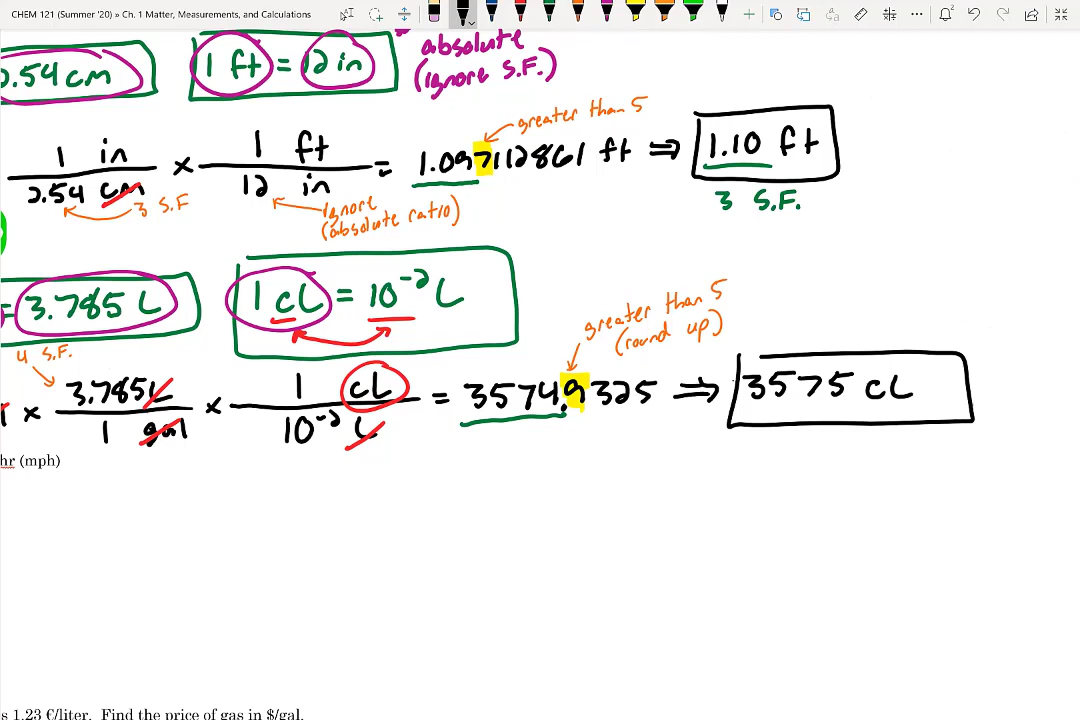 CHEM 121 (Summer '20) » Ch. 1 Matter, Measurements, and Calculations
absolute
(ignore S.F.)
2.54 cm
1 ft = 12 in
greater than 5
1 in / 2.54 cm × 1 ft / 12 in = 1.097112861 ft ⇒ 1.10 ft
3 S.F
ignore
(absolute ratio)
3 S.F.
= 3.785 L
1 cL = 10⁻² L
greater than 5
(round up)
4 S.F.
× 3.785 L / 1 gal × 1 cL / 10⁻² L = 3574.9325 ⇒ 3575 cL
hr (mph)
s 1.23 €/liter. Find the price of gas in $/gal.